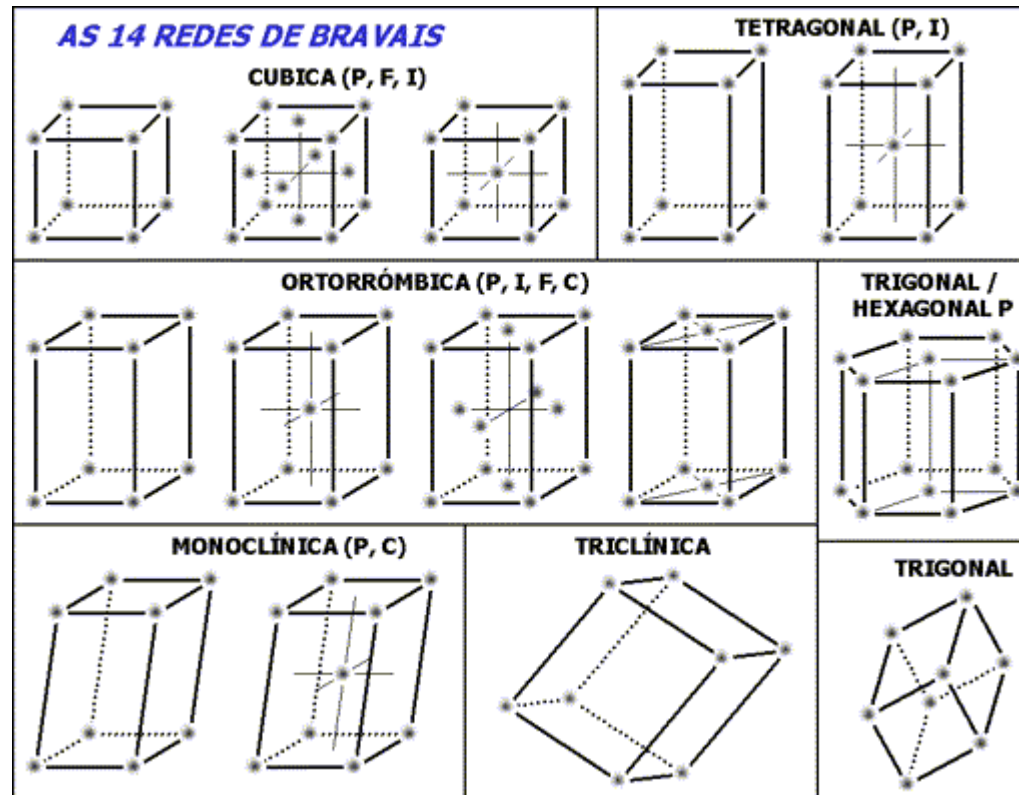 AS 14 REDES DE BRAVAIS
CUBICA (P, F, I)
TETRAGONAL (P, I)
ORTORRÓMBICA (P, I, F, C)
TRIGONAL /
HEXAGONAL P
MONOCLÍNICA (P, C)
TRICLÍNICA
TRIGONAL